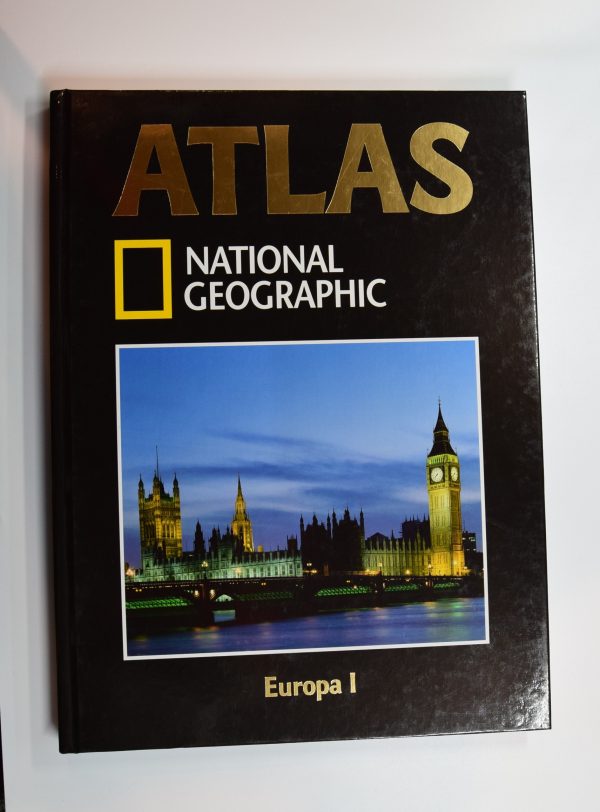 ATLAS
NATIONAL
GEOGRAPHIC
Europa I